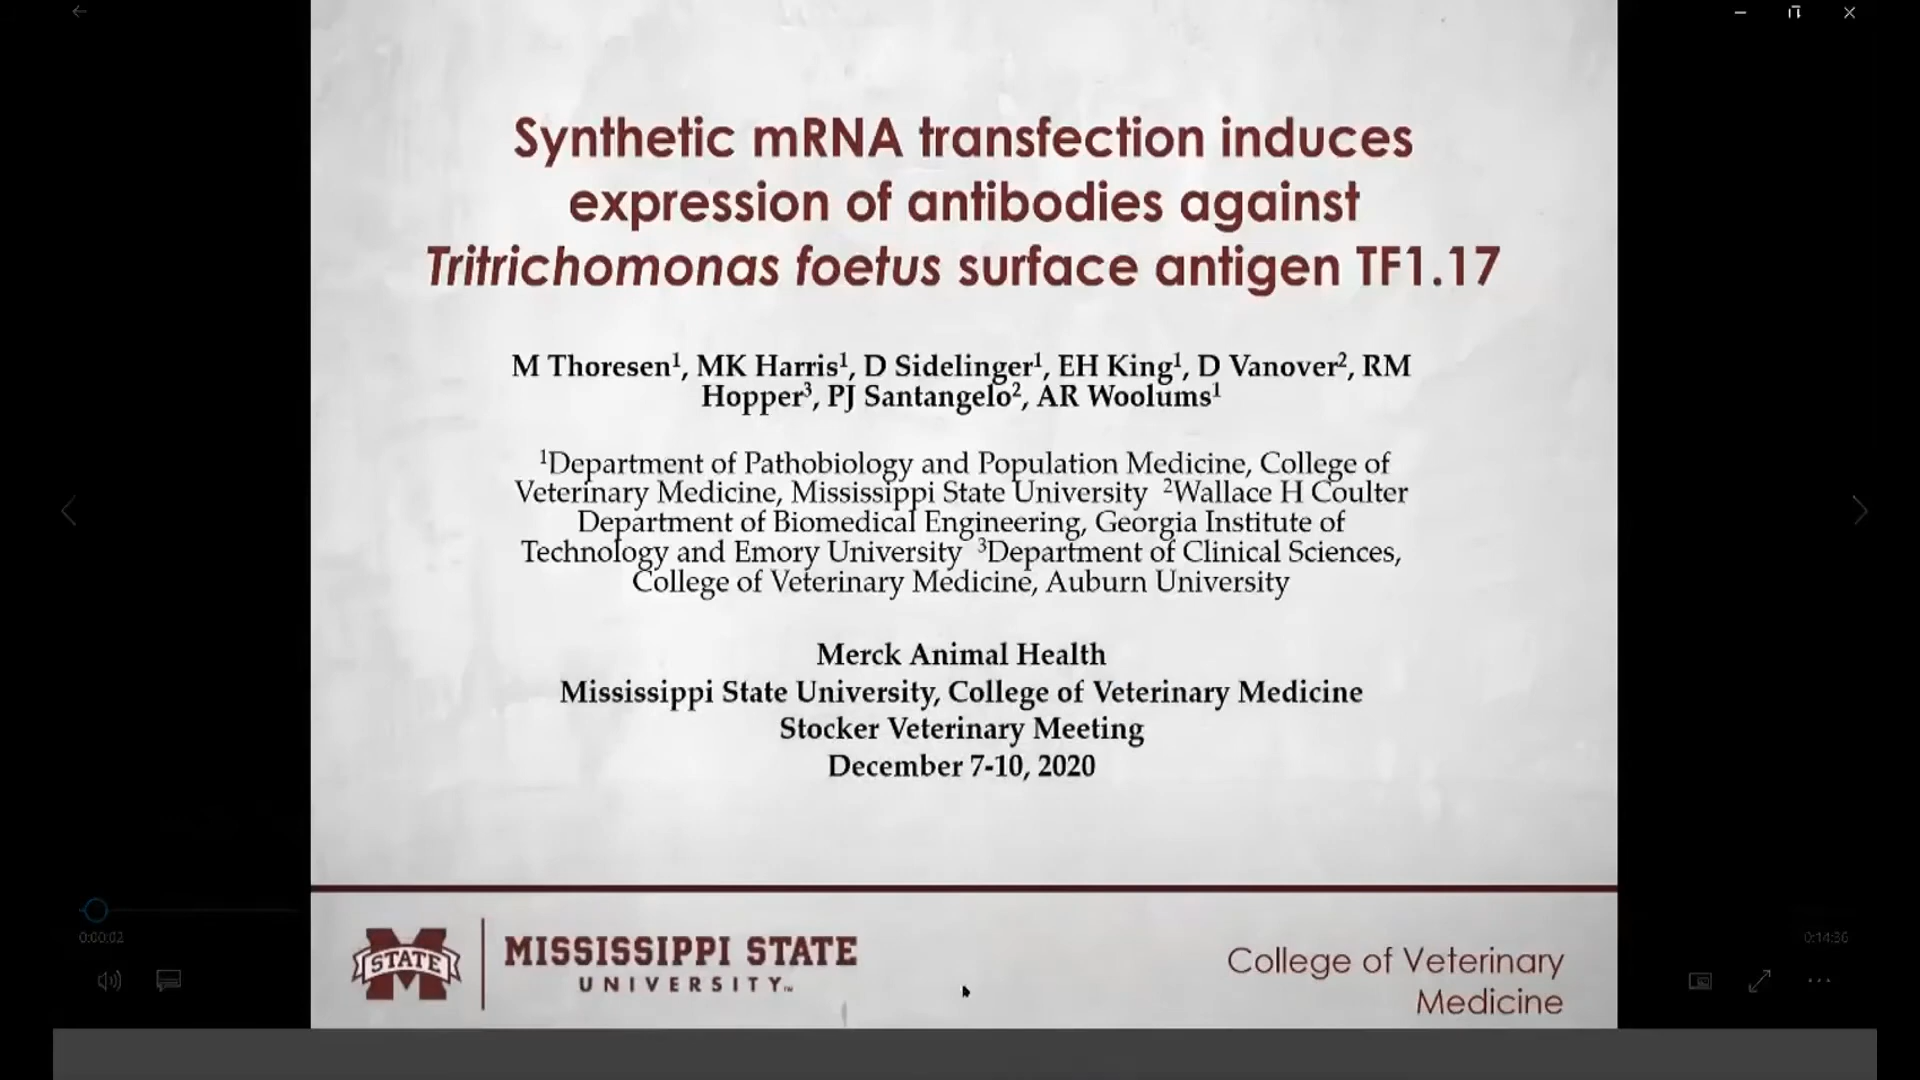 Synthetic mRNA transfection induces
expression of antibodies against
Tritrichomonas foetus surface antigen TF1.17
M Thoresen¹, MK Harris¹, D Sidelinger¹, EH King¹, D Vanover², RM
Hopper³, PJ Santangelo², AR Woolums¹
¹Department of Pathobiology and Population Medicine, College of
Veterinary Medicine, Mississippi State University ²Wallace H Coulter
Department of Biomedical Engineering, Georgia Institute of
Technology and Emory University ³Department of Clinical Sciences,
College of Veterinary Medicine, Auburn University
Merck Animal Health
Mississippi State University, College of Veterinary Medicine
Stocker Veterinary Meeting
December 7-10, 2020
0:00:02
0:14:36
STATE
MISSISSIPPI STATE
UNIVERSITY™
College of Veterinary
Medicine